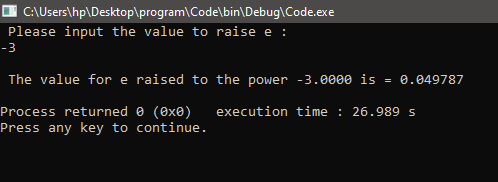 C:\Users\hp\Desktop\program\Code\bin\Debug\Code.exe
Please input the value to raise e :
-3
The value for e raised to the power -3.0000 is = 0.049787
Process returned 0 (0x0)   execution time : 26.989 s
Press any key to continue.